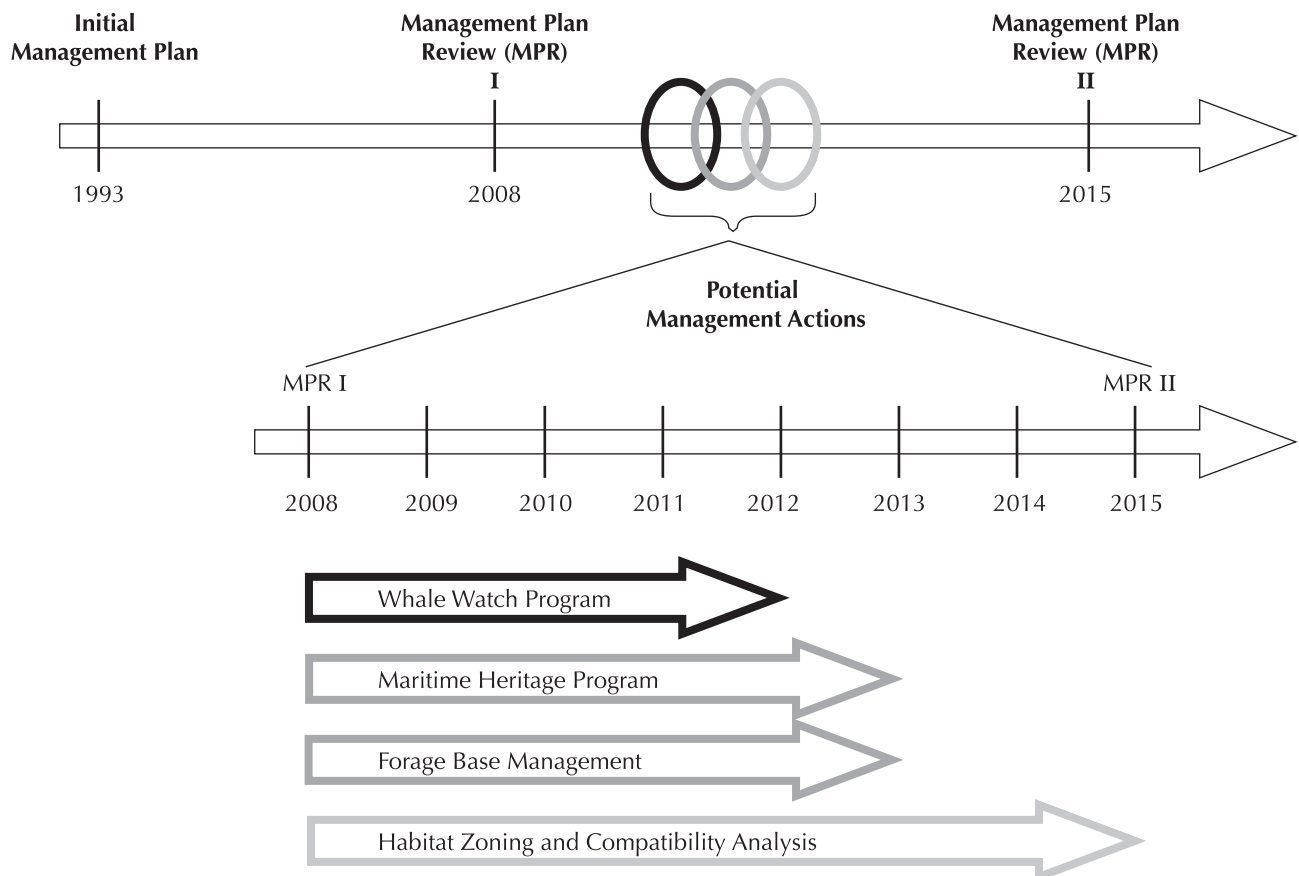 Initial
Management Plan
Management Plan
Review (MPR)
I
Management Plan
Review (MPR)
II
1993
2008
2015
Potential
Management Actions
MPR I
MPR II
2008
2009
2010
2011
2012
2013
2014
2015
Whale Watch Program
Maritime Heritage Program
Forage Base Management
Habitat Zoning and Compatibility Analysis